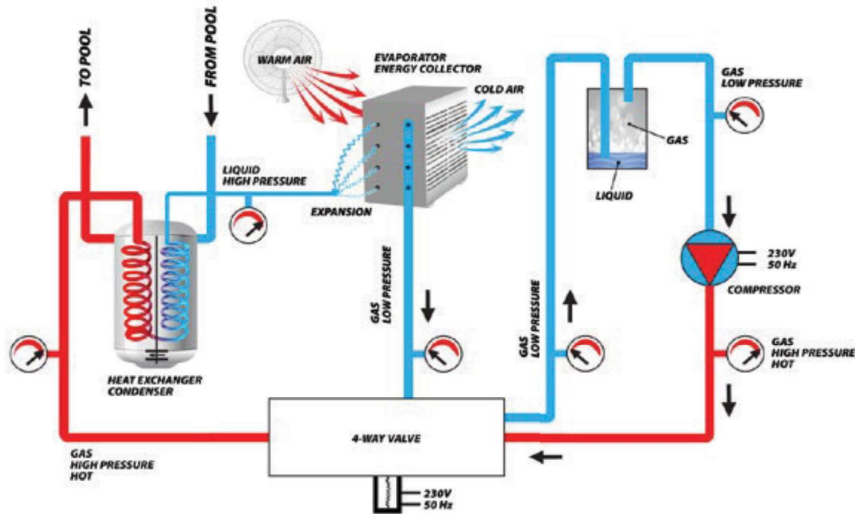 TO POOL
FROM POOL
WARM AIR
EVAPORATOR
ENERGY COLLECTOR
COLD AIR
GAS
LOW PRESSURE
GAS
LIQUID
LIQUID
HIGH PRESSURE
EXPANSION
230V
50 Hz
COMPRESSOR
GAS
LOW PRESSURE
GAS
LOW PRESSURE
GAS
HIGH PRESSURE
HOT
HEAT EXCHANGER
CONDENSER
4-WAY VALVE
GAS
HIGH PRESSURE
HOT
230V
50 Hz